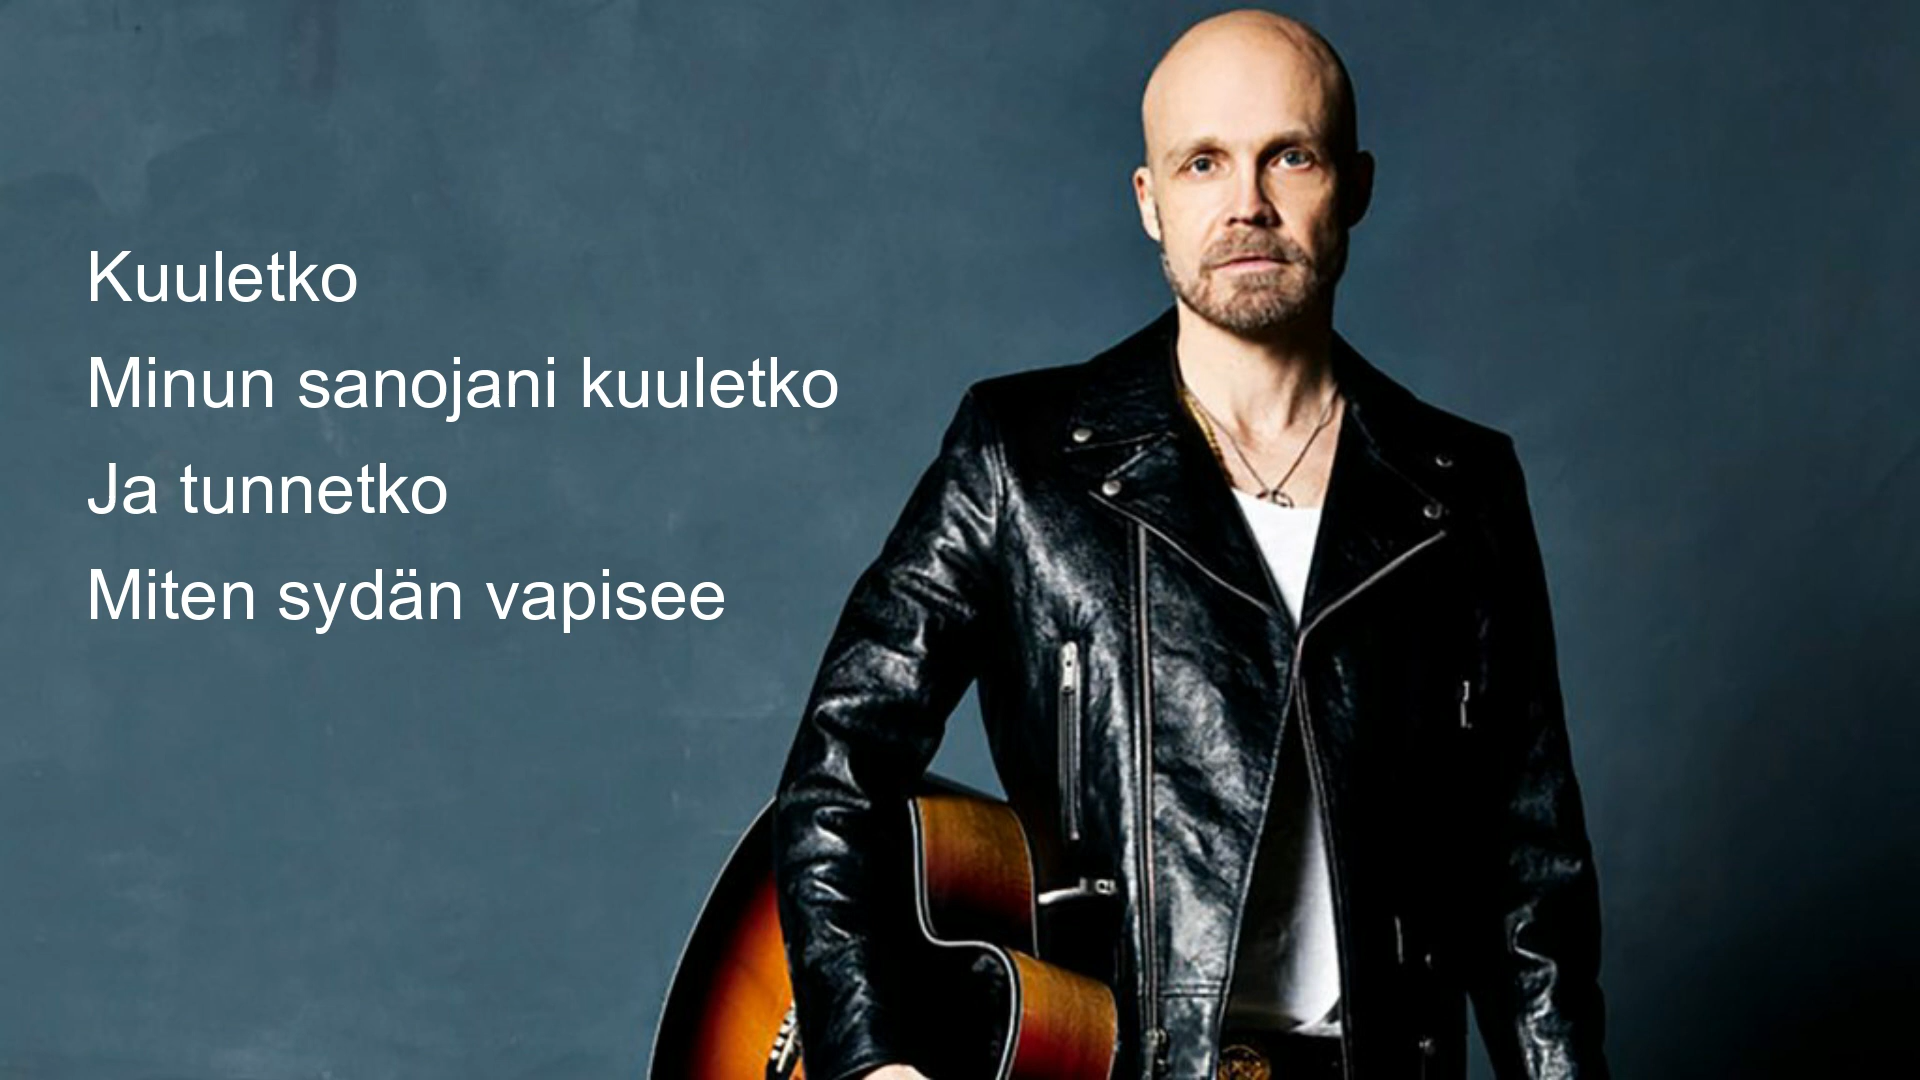 Kuuletko
Minun sanojani kuuletko
Ja tunnetko
Miten sydän vapisee